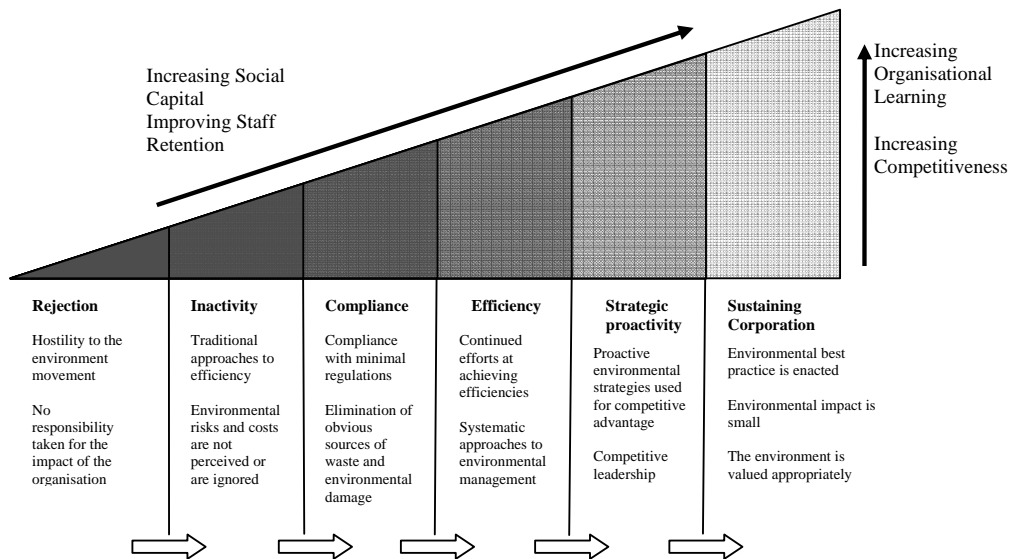 Increasing Social
Capital
Improving Staff
Retention
Increasing
Organisational
Learning
Increasing
Competitiveness
Rejection
Hostility to the
environment
movement
No
responsibility
taken for the
impact of the
organisation
Inactivity
Traditional
approaches to
efficiency
Environmental
risks and costs
are not
perceived or
are ignored
Compliance
Compliance
with minimal
regulations
Elimination of
obvious
sources of
waste and
environmental
damage
Efficiency
Continued
efforts at
achieving
efficiencies
Systematic
approaches to
environmental
management
Strategic
proactivity
Proactive
environmental
strategies used
for competitive
advantage
Competitive
leadership
Sustaining
Corporation
Environmental best
practice is enacted
Environmental impact is
small
The environment is
valued appropriately